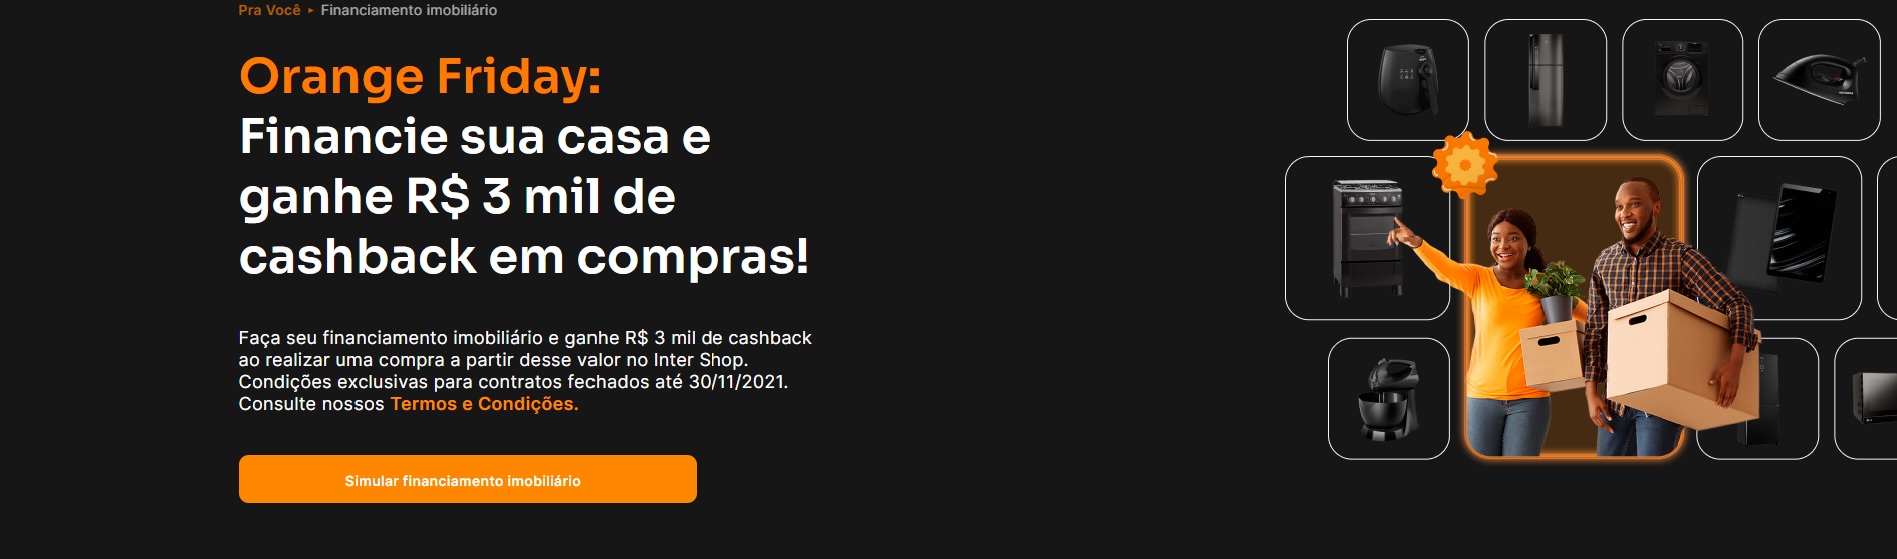 Pra Você ▸ Financiamento imobiliário
Orange Friday:
Financie sua casa e
ganhe R$ 3 mil de
cashback em compras!
Faça seu financiamento imobiliário e ganhe R$ 3 mil de cashback
ao realizar uma compra a partir desse valor no Inter Shop.
Condições exclusivas para contratos fechados até 30/11/2021.
Consulte nossos Termos e Condições.
Simular financiamento imobiliário